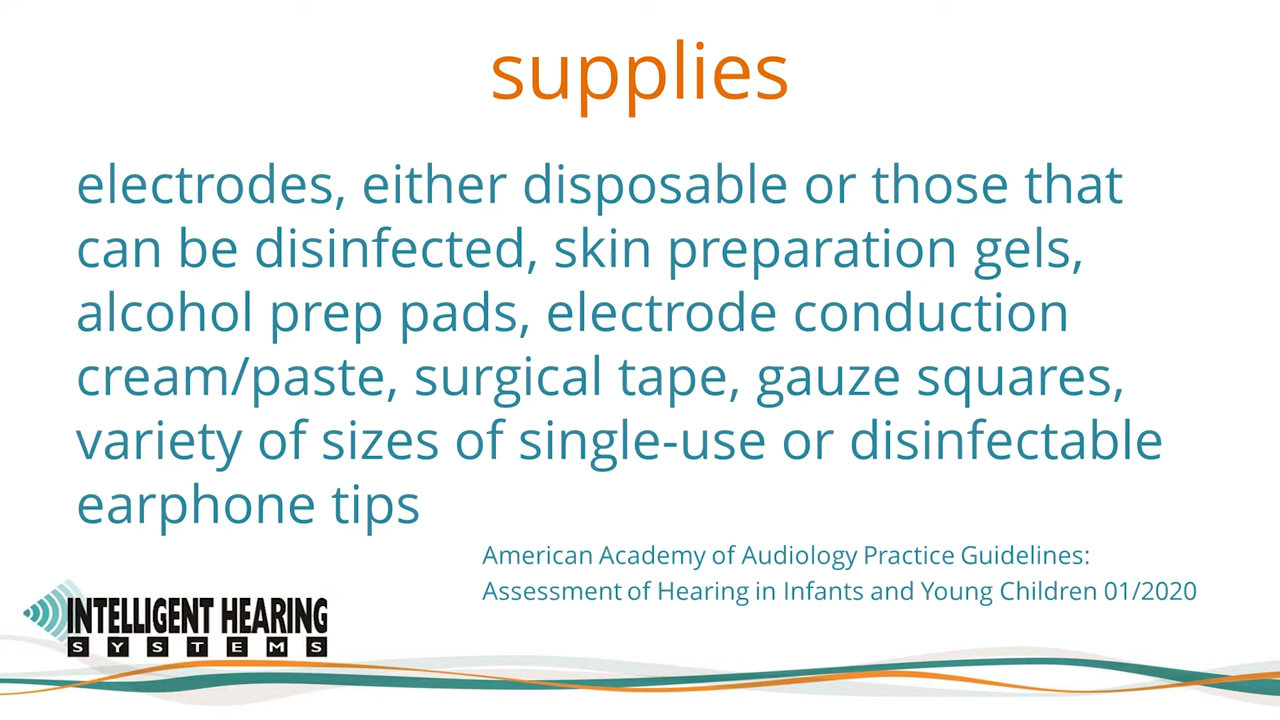 supplies
electrodes, either disposable or those that
can be disinfected, skin preparation gels,
alcohol prep pads, electrode conduction
cream/paste, surgical tape, gauze squares,
variety of sizes of single-use or disinfectable
earphone tips
American Academy of Audiology Practice Guidelines:
Assessment of Hearing in Infants and Young Children 01/2020
INTELLIGENT HEARING
SYSTEMS